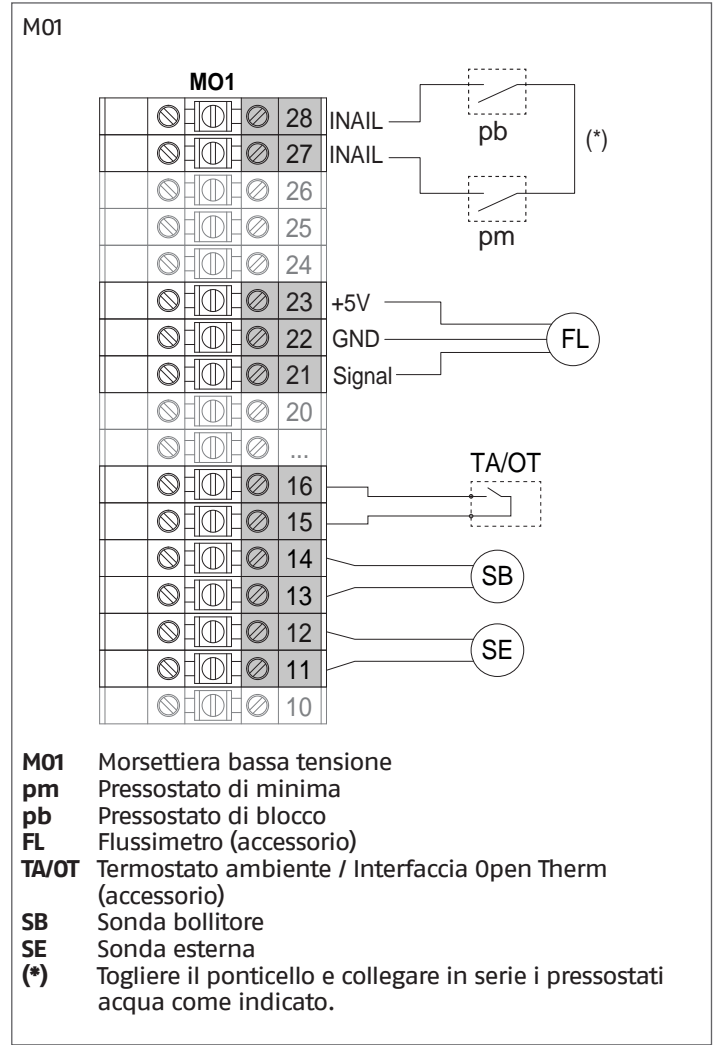 M01
MO1
28 INAIL
pb
(*)
27 INAIL
26
pm
25
24
23 +5V
22 GND
FL
21 Signal
20
...
TA/OT
16
15
14
SB
13
12
SE
11
10
M01 Morsettiera bassa tensione
pm Pressostato di minima
pb Pressostato di blocco
FL Flussimetro (accessorio)
TA/OT Termostato ambiente / Interfaccia Open Therm
(accessorio)
SB Sonda bollitore
SE Sonda esterna
(*) Togliere il ponticello e collegare in serie i pressostati
acqua come indicato.